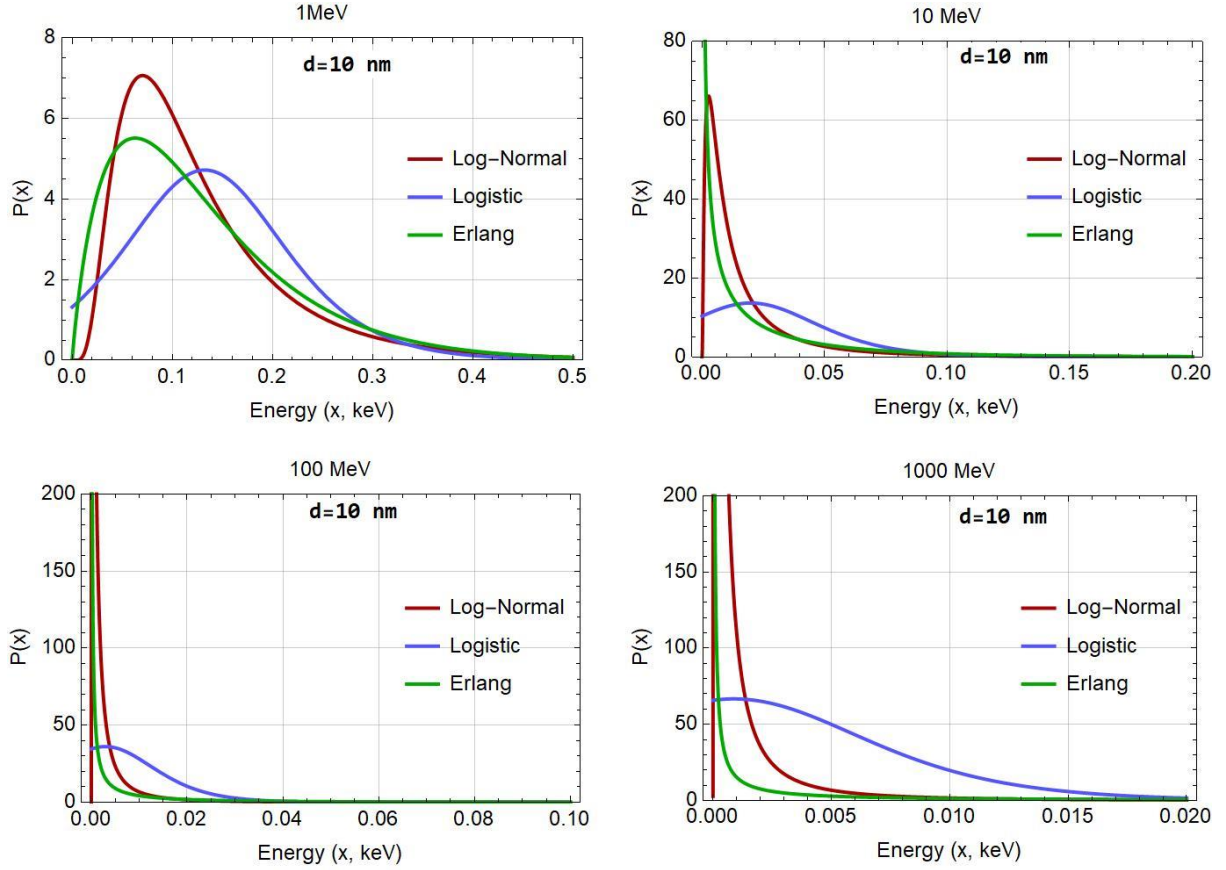 1MeV
d=10 nm
8
6
4
2
0
P(x)
Log−Normal
Logistic
Erlang
0.0 0.1 0.2 0.3 0.4 0.5
Energy (x, keV)
10 MeV
d=10 nm
80
60
40
20
0
P(x)
Log−Normal
Logistic
Erlang
0.00 0.05 0.10 0.15 0.20
Energy (x, keV)
100 MeV
d=10 nm
200
150
100
50
0
P(x)
Log−Normal
Logistic
Erlang
0.00 0.02 0.04 0.06 0.08 0.10
Energy (x, keV)
1000 MeV
d=10 nm
200
150
100
50
0
P(x)
Log−Normal
Logistic
Erlang
0.000 0.005 0.010 0.015 0.020
Energy (x, keV)